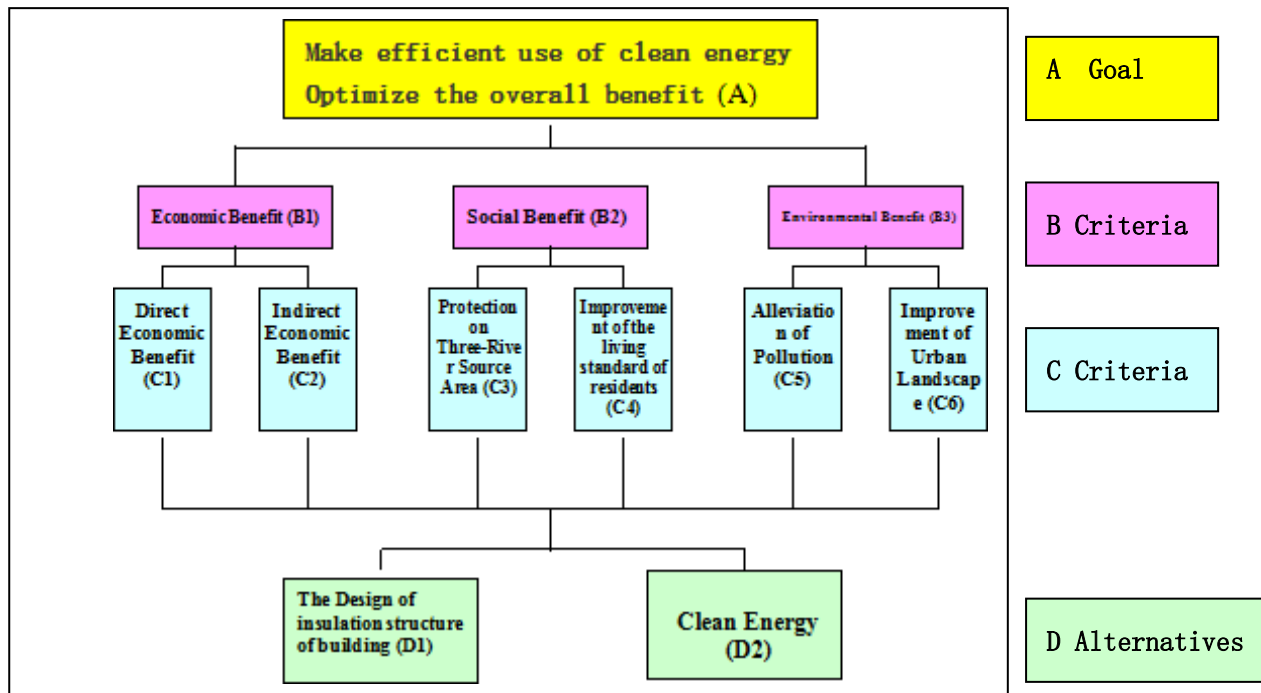 Make efficient use of clean energy
Optimize the overall benefit (A)
A Goal
Economic Benefit (B1)
Social Benefit (B2)
Environmental Benefit (B3)
B Criteria
Direct
Economic
Benefit
(C1)
Indirect
Economic
Benefit
(C2)
Protection
on
Three-Rive
r Source
Area (C3)
Improveme
nt of the
living
standard of
residents
(C4)
Alleviatio
n of
Pollution
(C5)
Improve
ment of
Urban
Landscap
e (C6)
C Criteria
The Design of
insulation structure
of building (D1)
Clean Energy
(D2)
D Alternatives